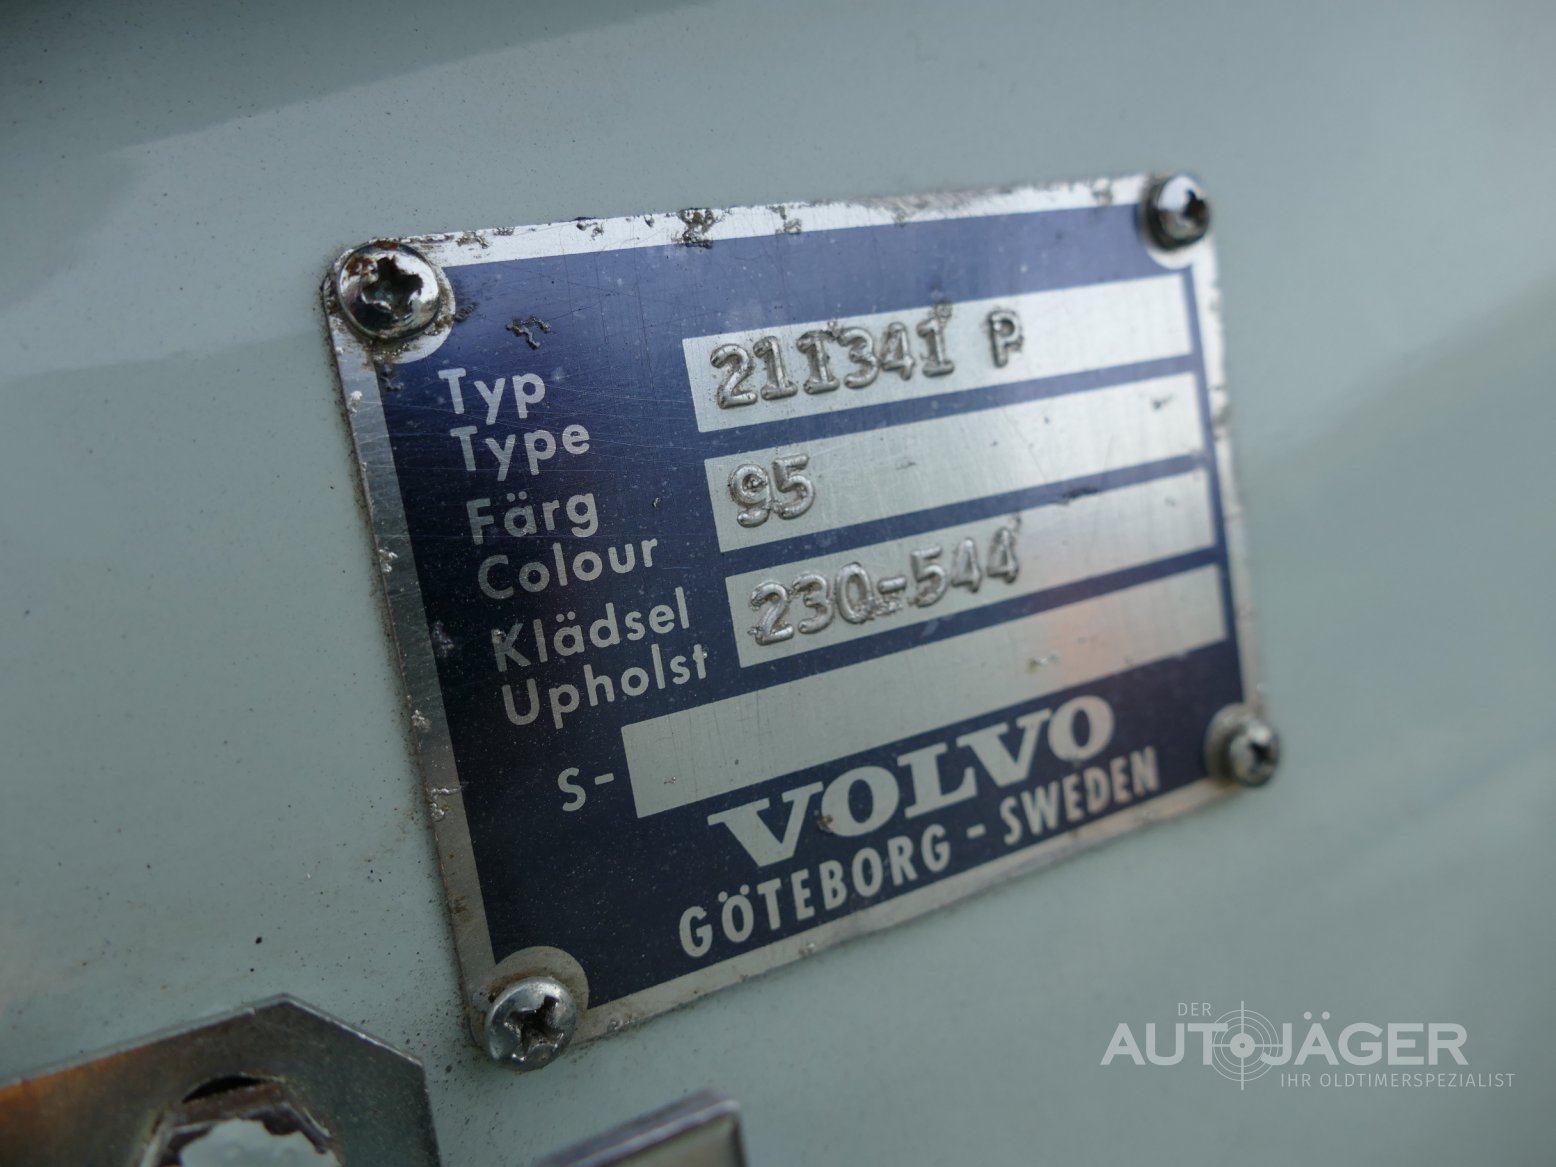 Typ
Type
211341 P
Färg
Colour
95
Klädsel
Upholst
230-544
S-
VOLVO
GÖTEBORG - SWEDEN
DER
AUTOJÄGER
IHR OLDTIMERSPEZIALIST